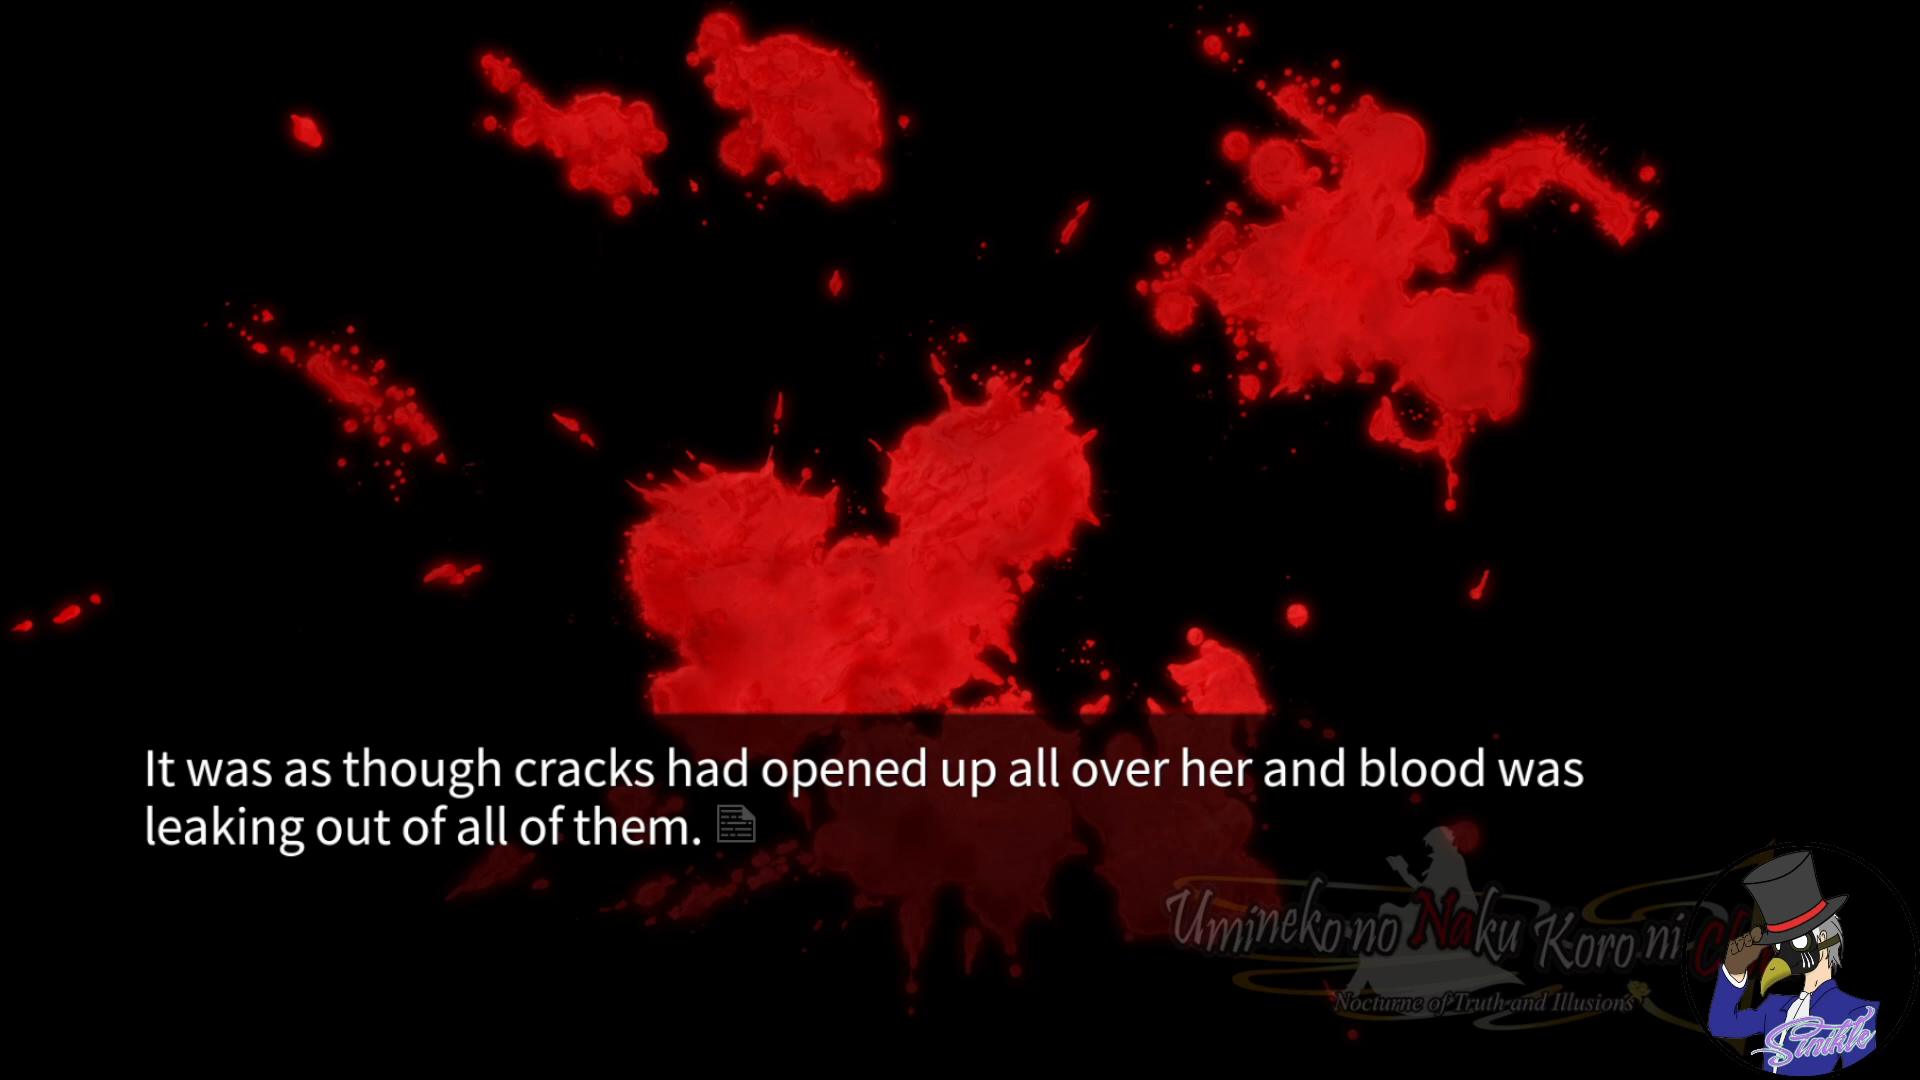 It was as though cracks had opened up all over her and blood was
leaking out of all of them.
Umineko no Naku Koro ni
Nocturne of Truth and Illusions
Sinikle